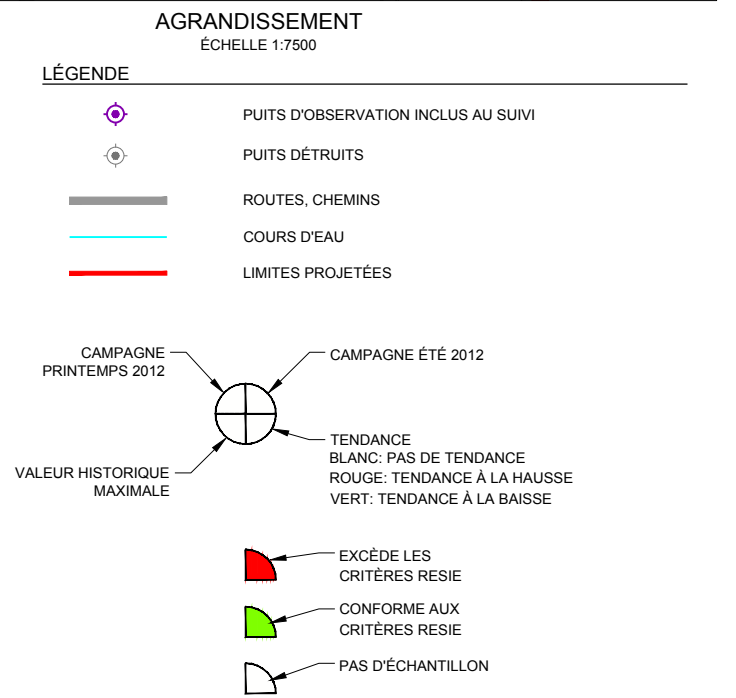 AGRANDISSEMENT
ÉCHELLE 1:7500
LÉGENDE
PUITS D'OBSERVATION INCLUS AU SUIVI
PUITS DÉTRUITS
ROUTES, CHEMINS
COURS D'EAU
LIMITES PROJETÉES
CAMPAGNE
PRINTEMPS 2012
CAMPAGNE ÉTÉ 2012
TENDANCE
BLANC: PAS DE TENDANCE
ROUGE: TENDANCE À LA HAUSSE
VERT: TENDANCE À LA BAISSE
VALEUR HISTORIQUE
MAXIMALE
EXCÈDE LES
CRITÈRES RESIE
CONFORME AUX
CRITÈRES RESIE
PAS D'ÉCHANTILLON